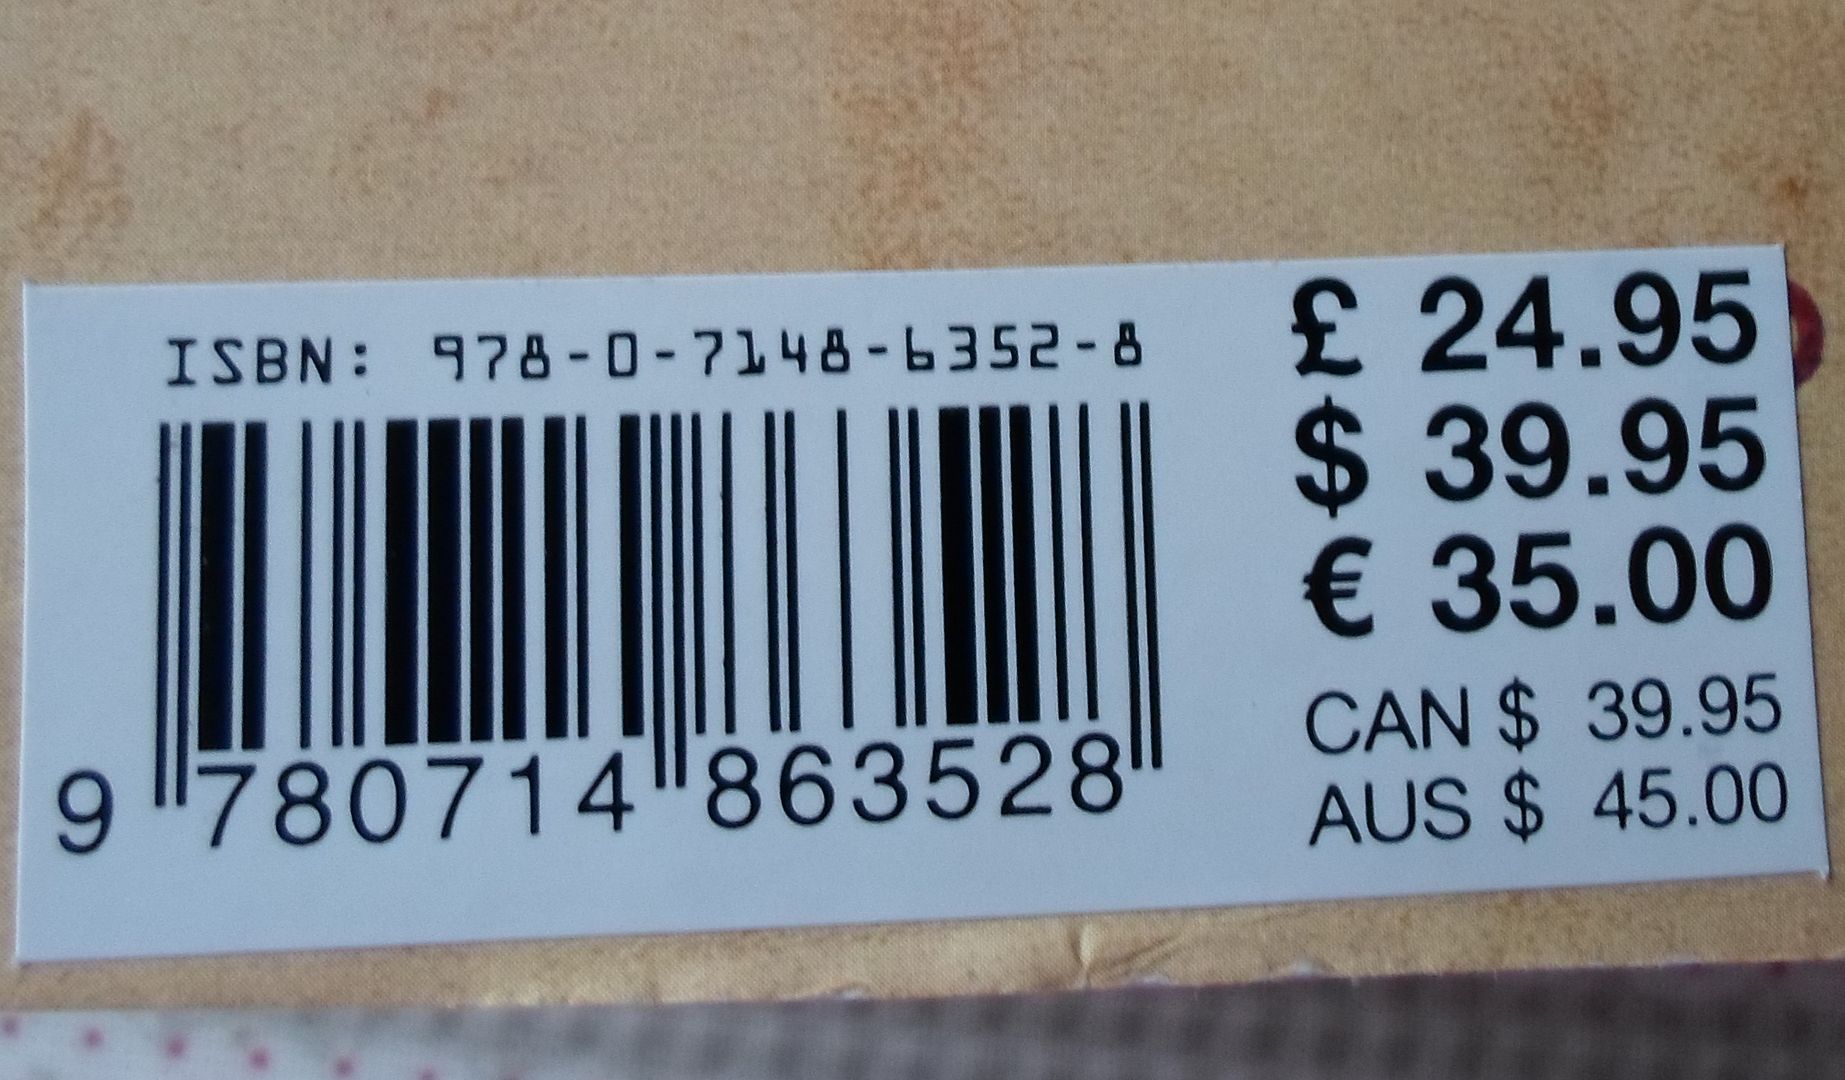 ISBN: 978-0-7148-6352-8
9 780714 863528
£ 24.95
$ 39.95
€ 35.00
CAN $ 39.95
AUS $ 45.00